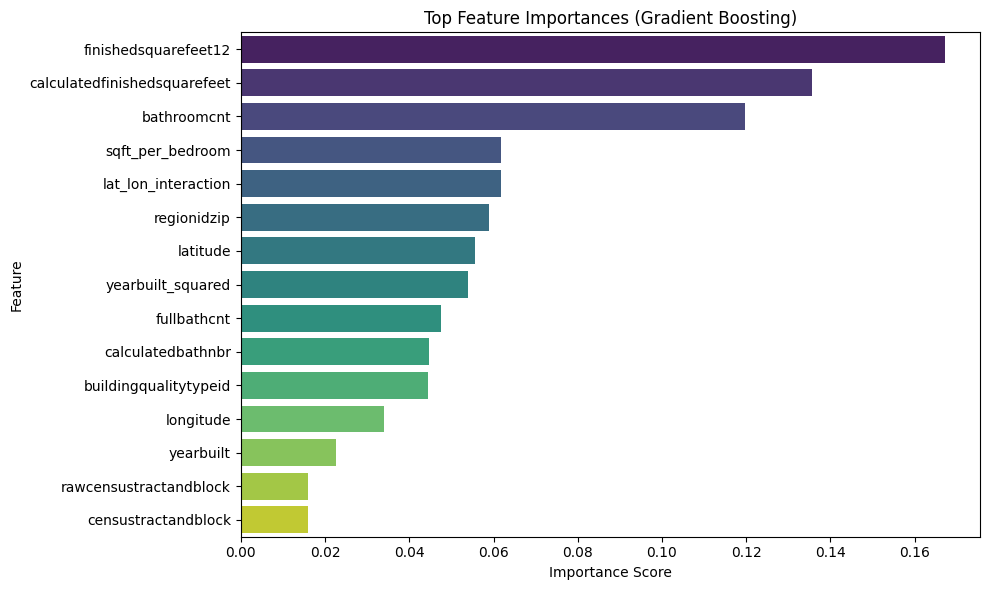 Top Feature Importances (Gradient Boosting)
Feature
finishedsquarefeet12
calculatedfinishedsquarefeet
bathroomcnt
sqft_per_bedroom
lat_lon_interaction
regionidzip
latitude
yearbuilt_squared
fullbathcnt
calculatedbathnbr
buildingqualitytypeid
longitude
yearbuilt
rawcensustractandblock
censustractandblock
0.00 0.02 0.04 0.06 0.08 0.10 0.12 0.14 0.16
Importance Score